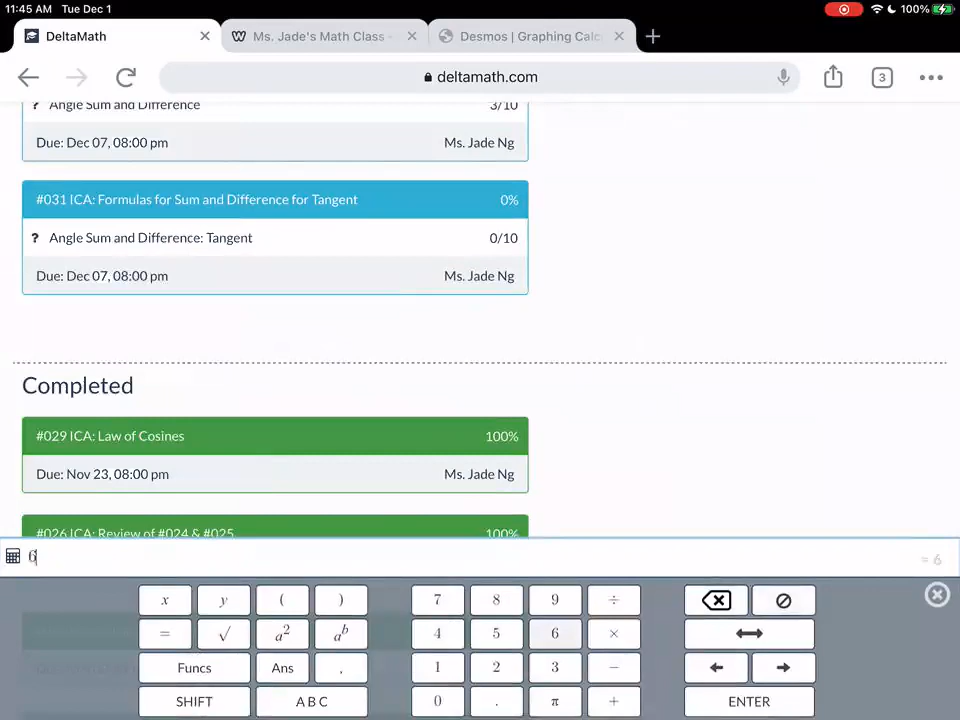 11:45 AM Tue Dec 1
100%
DeltaMath
Ms. Jade's Math Class -
Desmos | Graphing Calc
deltamath.com
3
? Angle Sum and Difference 3/10
Due: Dec 07, 08:00 pm Ms. Jade Ng
#031 ICA: Formulas for Sum and Difference for Tangent 0%
? Angle Sum and Difference: Tangent 0/10
Due: Dec 07, 08:00 pm Ms. Jade Ng
Completed
#029 ICA: Law of Cosines 100%
Due: Nov 23, 08:00 pm Ms. Jade Ng
#026 ICA: Review of #024 & #025 100%
6 = 6
x y ( ) 7 8 9 ÷
= √ a² aᵇ 4 5 6 ×
Funcs Ans , 1 2 3 −
SHIFT A B C 0 . π + ENTER